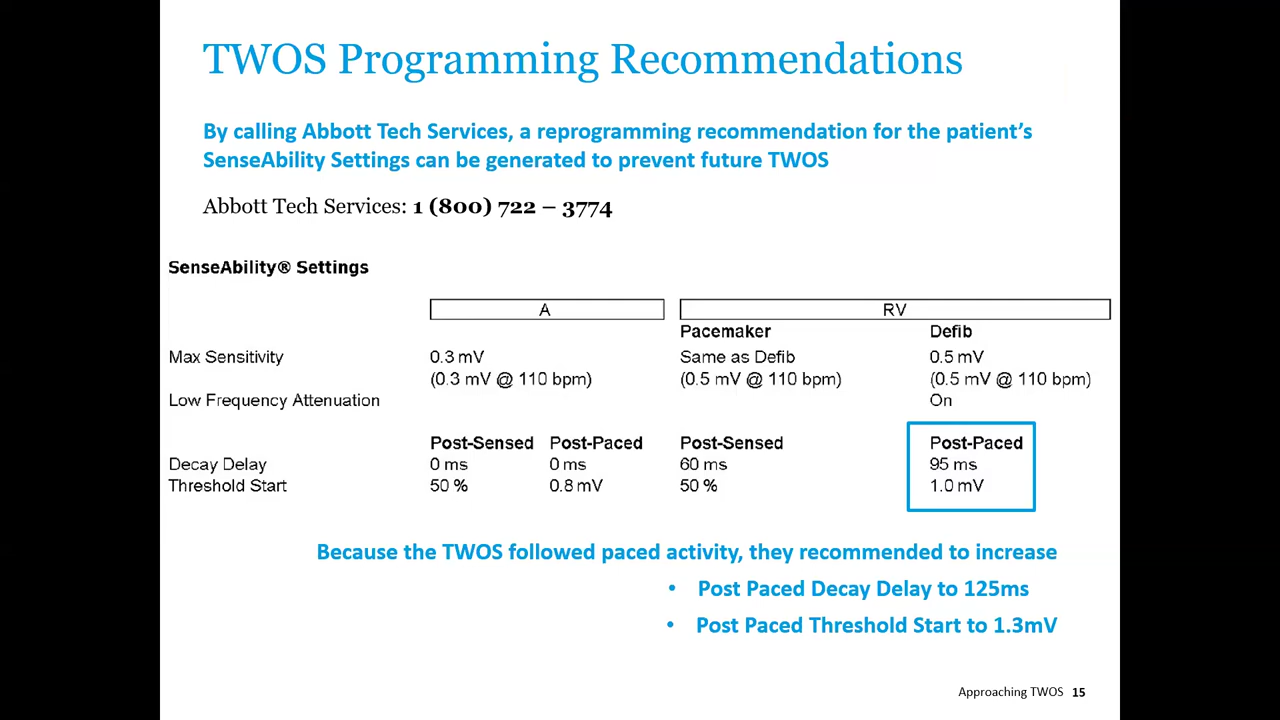 TWOS Programming Recommendations
By calling Abbott Tech Services, a reprogramming recommendation for the patient's
SenseAbility Settings can be generated to prevent future TWOS
Abbott Tech Services: 1 (800) 722 – 3774
SenseAbility® Settings
A RV
Pacemaker Defib
Max Sensitivity 0.3 mV Same as Defib 0.5 mV
(0.3 mV @ 110 bpm) (0.5 mV @ 110 bpm) (0.5 mV @ 110 bpm)
Low Frequency Attenuation On
Post-Sensed Post-Paced Post-Sensed Post-Paced
Decay Delay 0 ms 0 ms 60 ms 95 ms
Threshold Start 50 % 0.8 mV 50 % 1.0 mV
Because the TWOS followed paced activity, they recommended to increase
• Post Paced Decay Delay to 125ms
• Post Paced Threshold Start to 1.3mV
Approaching TWOS 15